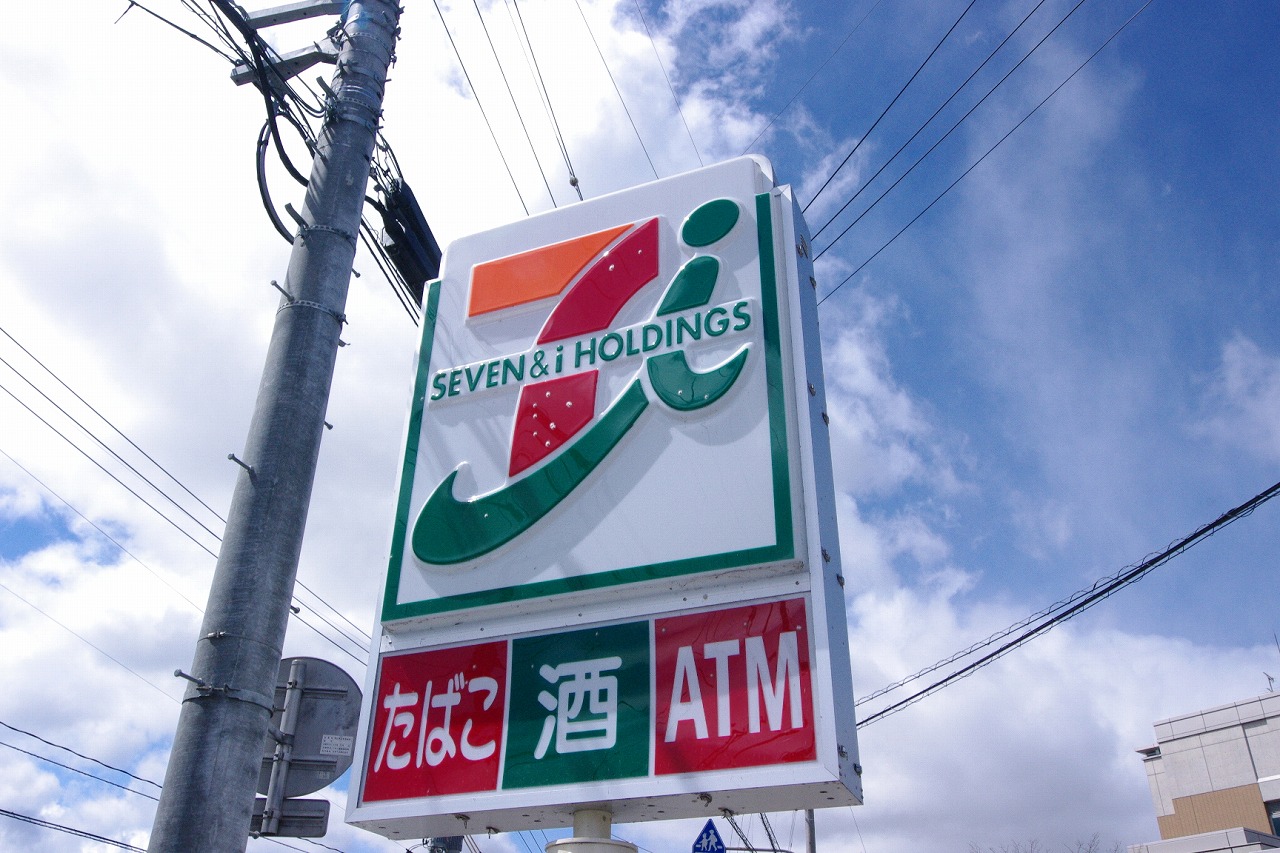 SEVEN & i HOLDINGS
たばこ 酒 ATM